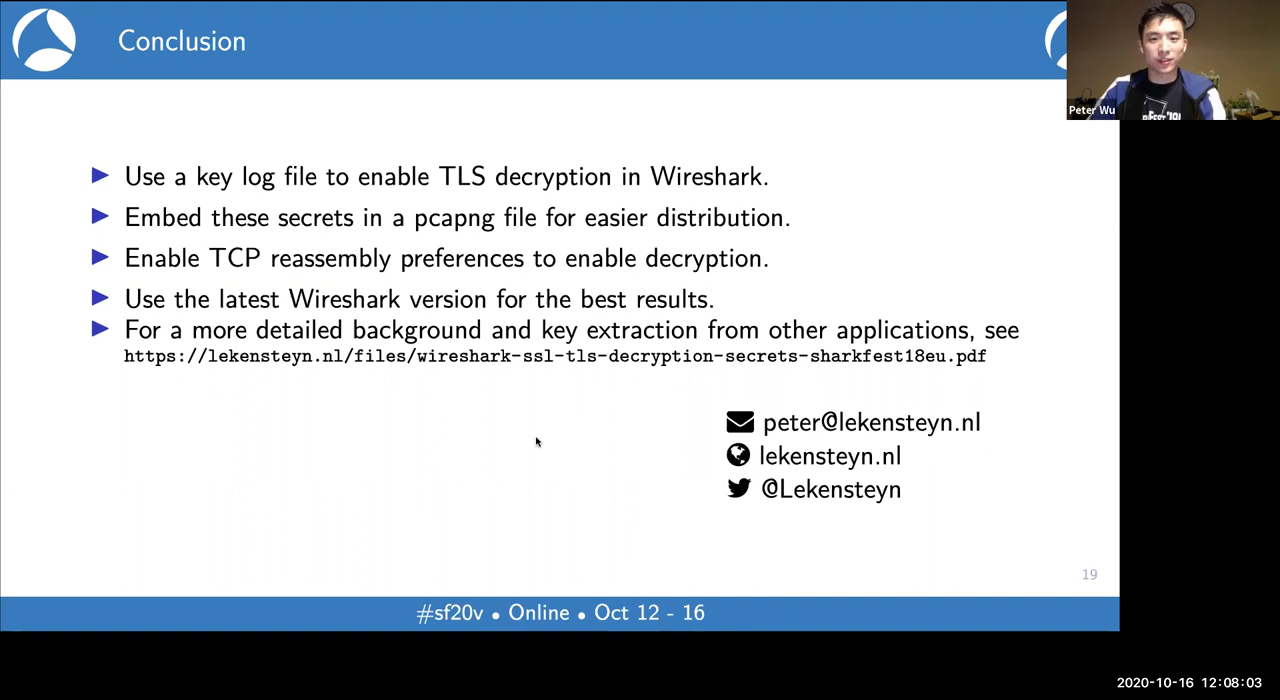 Conclusion
Peter Wu
Use a key log file to enable TLS decryption in Wireshark.
Embed these secrets in a pcapng file for easier distribution.
Enable TCP reassembly preferences to enable decryption.
Use the latest Wireshark version for the best results.
For a more detailed background and key extraction from other applications, see
https://lekensteyn.nl/files/wireshark-ssl-tls-decryption-secrets-sharkfest18eu.pdf
peter@lekensteyn.nl
lekensteyn.nl
@Lekensteyn
19
#sf20v • Online • Oct 12 - 16
2020-10-16 12:08:03